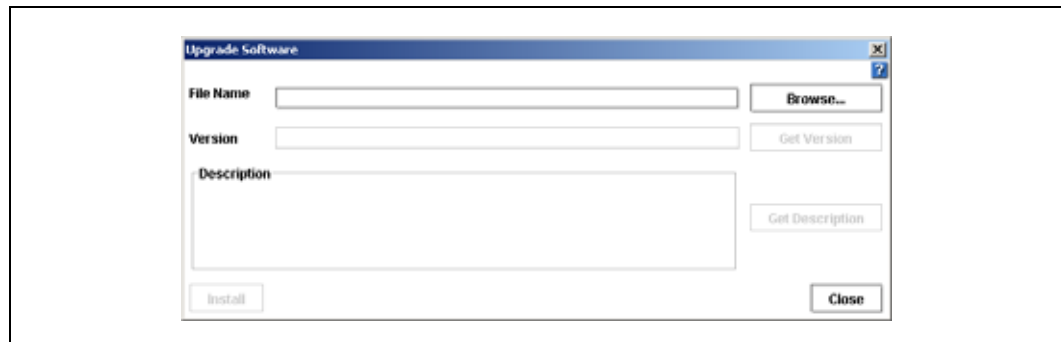 Upgrade Software
?
File Name
Browse...
Version
Get Version
Description
Get Description
Install
Close